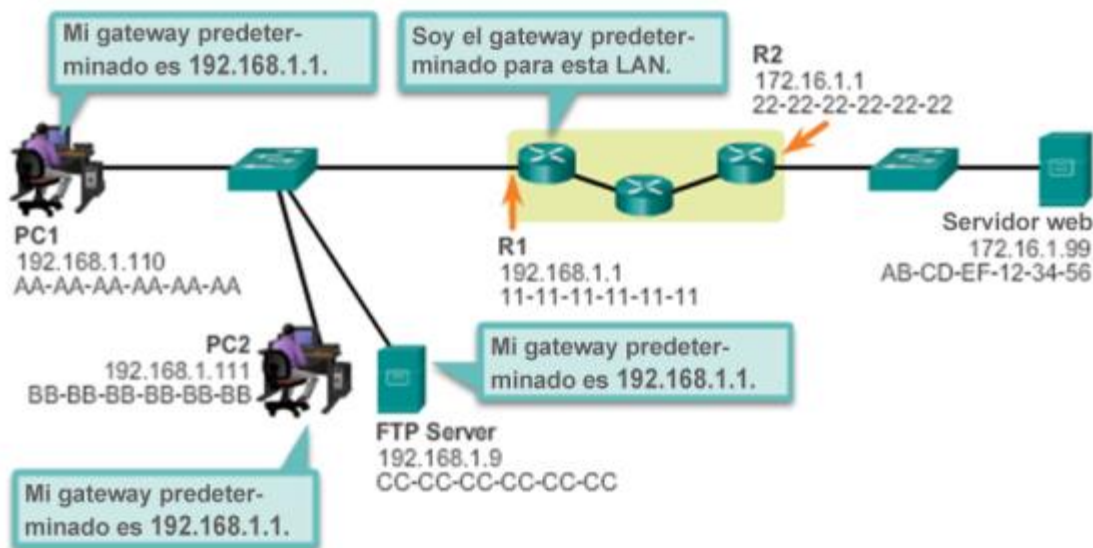 Mi gateway predeter-
minado es 192.168.1.1.
Soy el gateway predeter-
minado para esta LAN.
R2
172.16.1.1
22-22-22-22-22-22
PC1
192.168.1.110
AA-AA-AA-AA-AA-AA
R1
192.168.1.1
11-11-11-11-11-11
Servidor web
172.16.1.99
AB-CD-EF-12-34-56
PC2
192.168.1.111
BB-BB-BB-BB-BB-BB
Mi gateway predeter-
minado es 192.168.1.1.
FTP Server
192.168.1.9
CC-CC-CC-CC-CC-CC
Mi gateway predeter-
minado es 192.168.1.1.